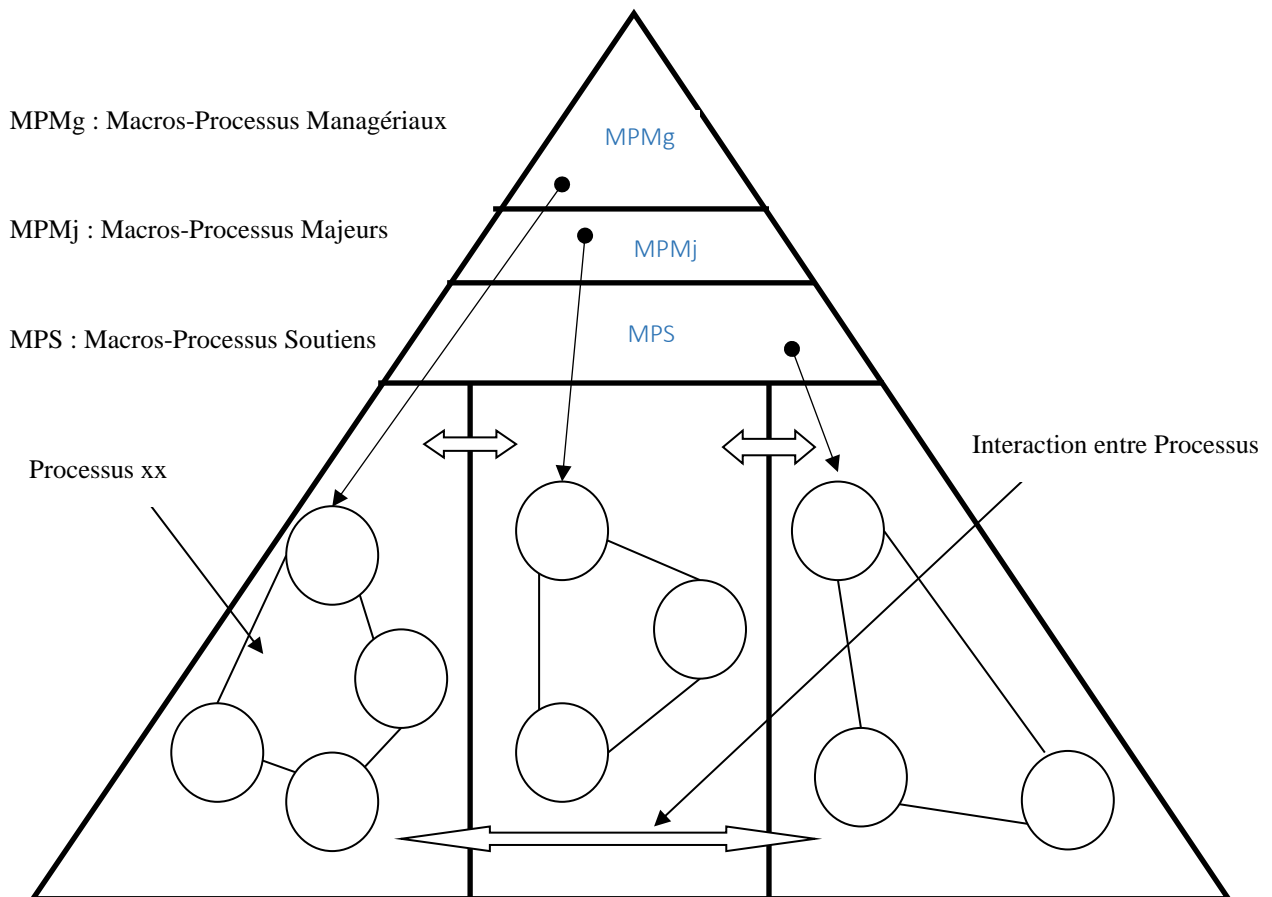 MPMg : Macros-Processus Managériaux
MPMg
MPMj : Macros-Processus Majeurs
MPMj
MPS : Macros-Processus Soutiens
MPS
Interaction entre Processus
Processus xx